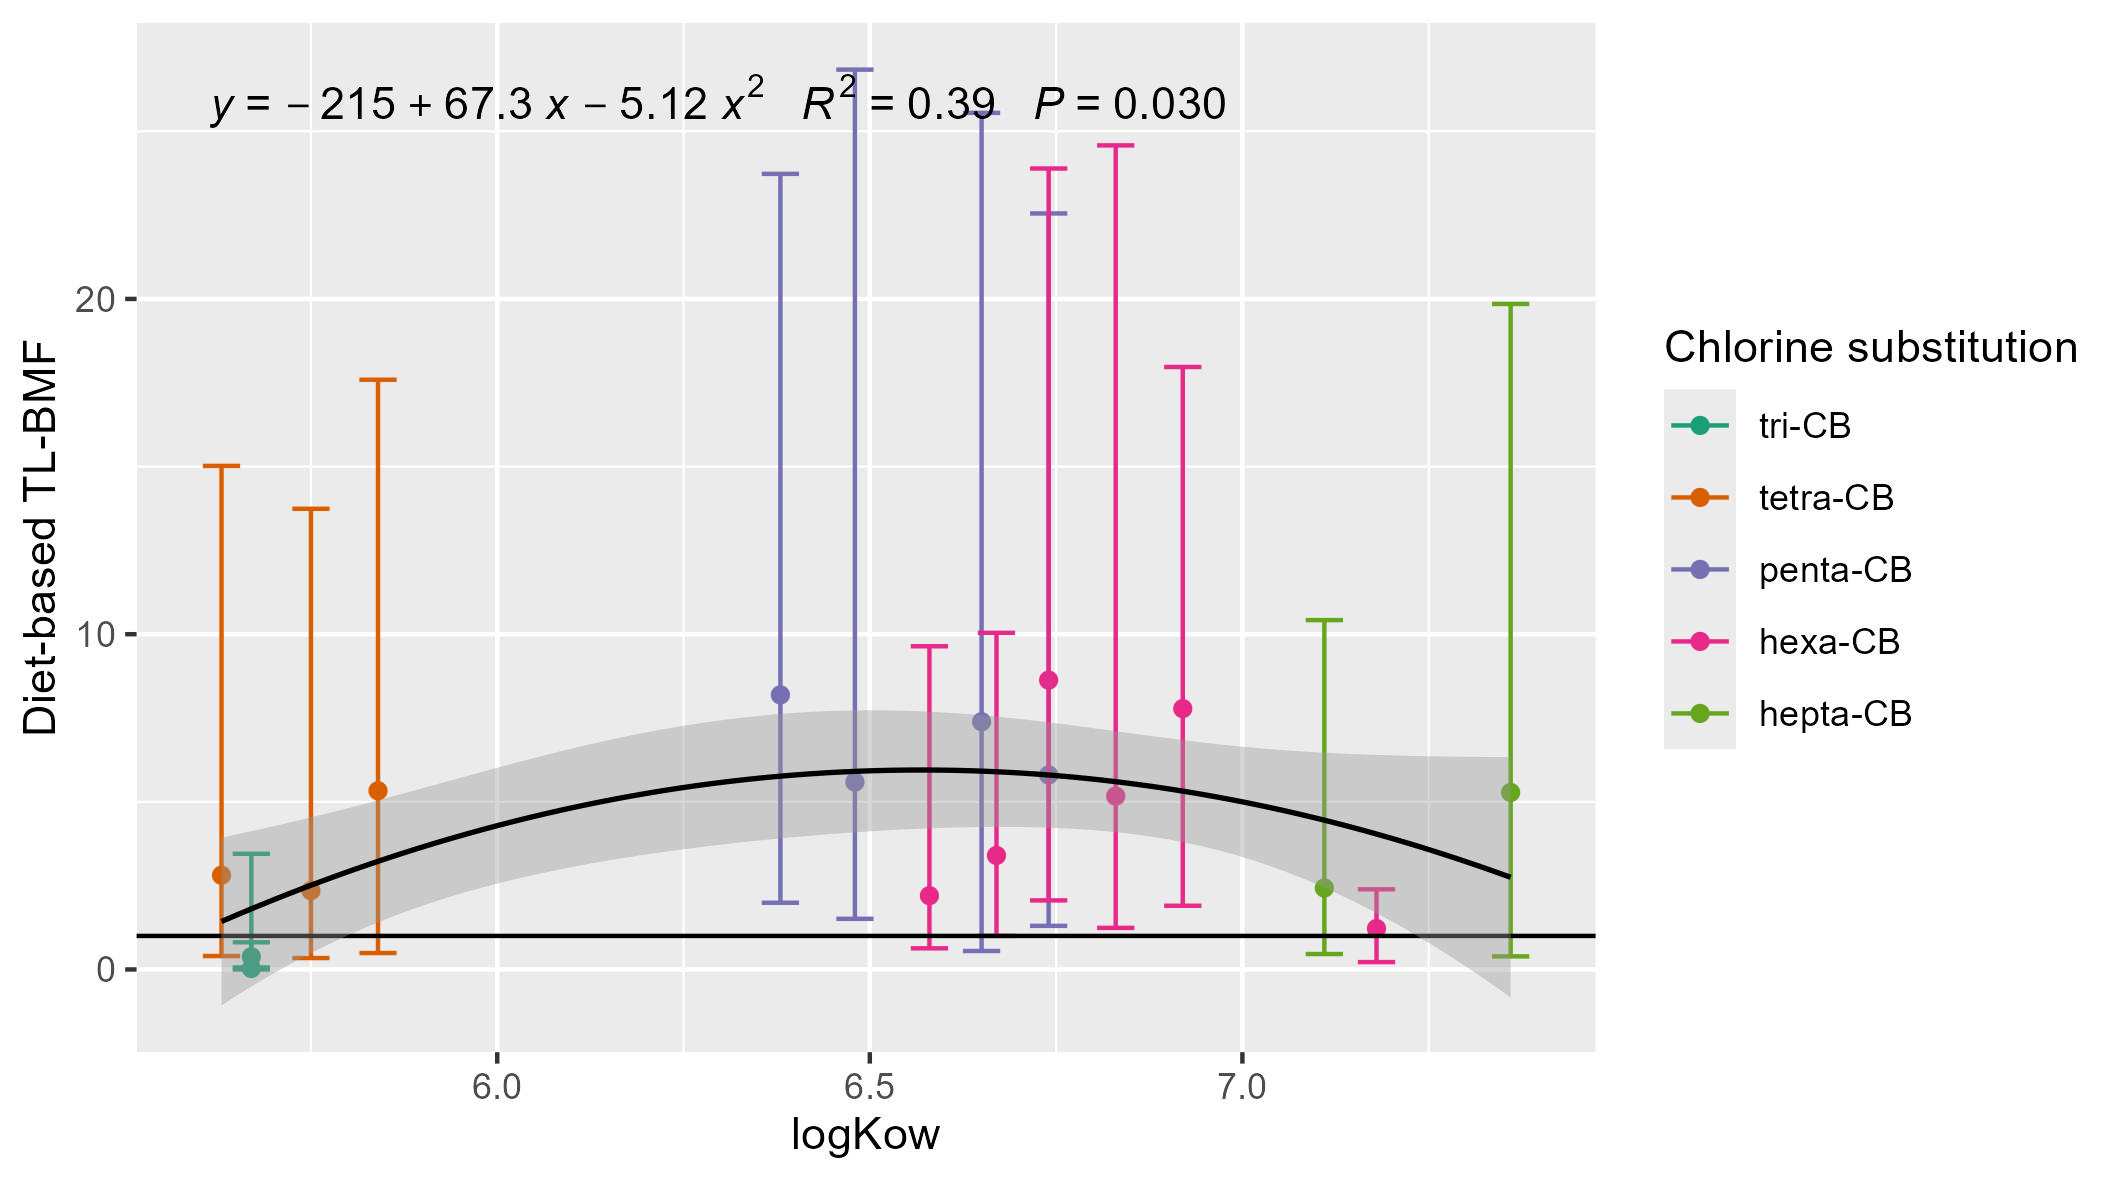 y = − 215 + 67.3 x − 5.12 x² R² = 0.39 P = 0.030
20
10
0
Diet-based TL-BMF
6.0 6.5 7.0
logKow
Chlorine substitution
tri-CB
tetra-CB
penta-CB
hexa-CB
hepta-CB